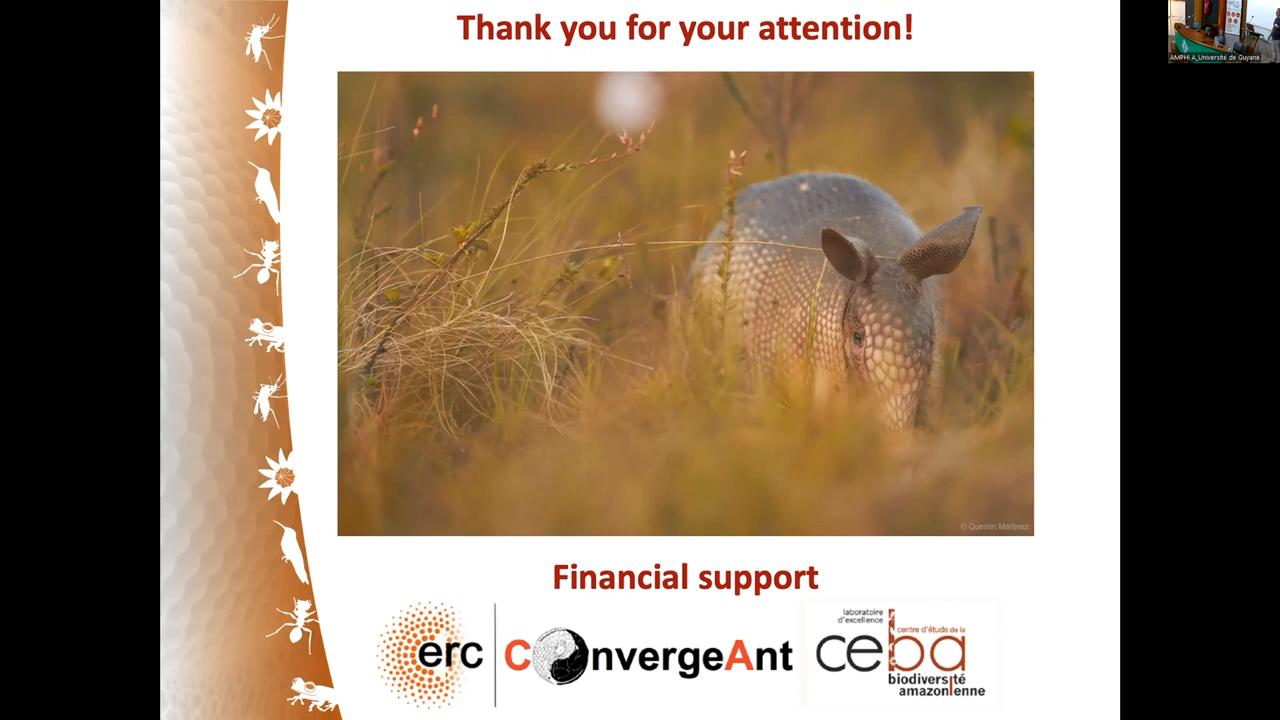 Thank you for your attention!
AMPHI A_Université de Guyane
© Quentin Martinez
Financial support
erc
COnvergeAnt
laboratoire
d'excellence
centre d'étude de la
ceba
biodiversité
amazonienne